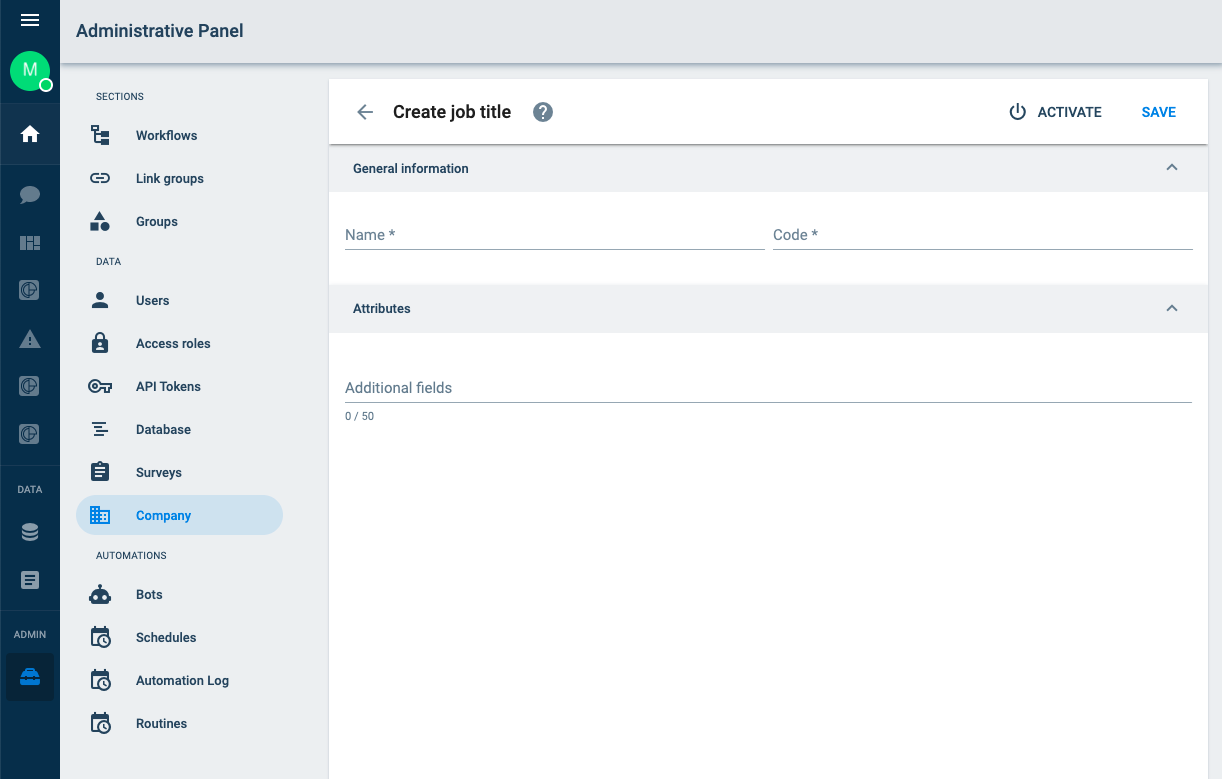 Administrative Panel
M
SECTIONS
Workflows
Link groups
Groups
DATA
Users
Access roles
API Tokens
Database
Surveys
Company
AUTOMATIONS
Bots
Schedules
Automation Log
Routines
DATA
ADMIN
Create job title
ACTIVATE
SAVE
General information
Name *
Code *
Attributes
Additional fields
0 / 50